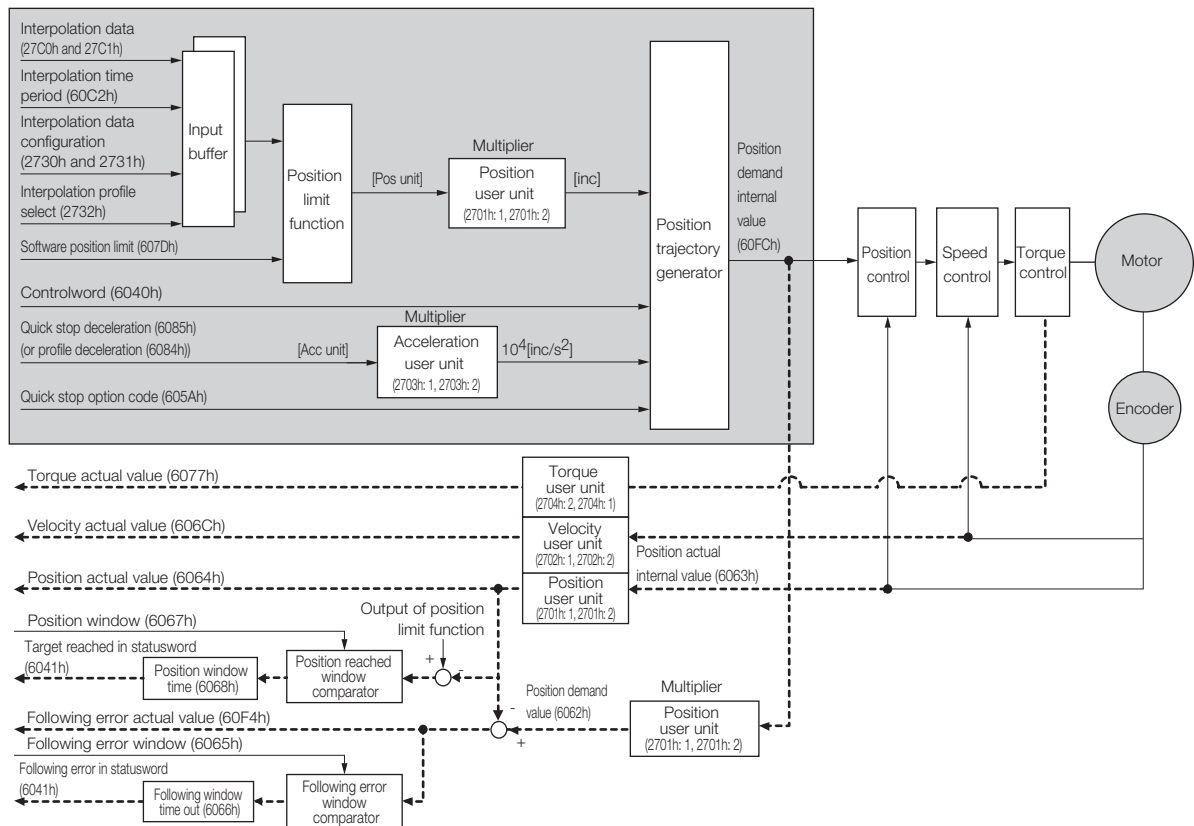 Interpolation data
(27C0h and 27C1h)
Interpolation time
period (60C2h)
Interpolation data
configuration
(2730h and 2731h)
Interpolation profile
select (2732h)
Input
buffer
Software position limit (607Dh)
Position
limit
function
[Pos unit]
Multiplier
Position
user unit
(2701h: 1, 2701h: 2)
[inc]
Controlword (6040h)
Quick stop deceleration (6085h)
(or profile deceleration (6084h))
[Acc unit]
Multiplier
Acceleration
user unit
(2703h: 1, 2703h: 2)
10⁴[inc/s²]
Quick stop option code (605Ah)
Position
trajectory
generator
Position
demand
internal
value
(60FCh)
Position
control
Speed
control
Torque
control
Motor
Encoder
Torque actual value (6077h)
Torque
user unit
(2704h: 2, 2704h: 1)
Velocity actual value (606Ch)
Velocity
user unit
(2702h: 1, 2702h: 2)
Position actual
internal value (6063h)
Position actual value (6064h)
Position
user unit
(2701h: 1, 2701h: 2)
Position window (6067h)
Output of position
limit function
Target reached in statusword
(6041h)
Position window
time (6068h)
Position reached
window
comparator
+
-
Position demand
value (6062h)
Multiplier
Position
user unit
(2701h: 1, 2701h: 2)
-
+
Following error actual value (60F4h)
Following error window (6065h)
Following error in statusword
(6041h)
Following window
time out (6066h)
Following error
window
comparator